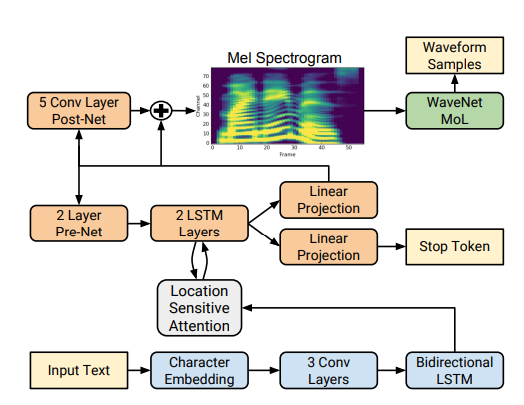 Waveform
Samples
Mel Spectrogram
5 Conv Layer
Post-Net
70
60
50
40
30
20
10
0
Channel
0
10
20
30
40
50
Frame
WaveNet
MoL
2 Layer
Pre-Net
2 LSTM
Layers
Linear
Projection
Linear
Projection
Stop Token
Location
Sensitive
Attention
Input Text
Character
Embedding
3 Conv
Layers
Bidirectional
LSTM